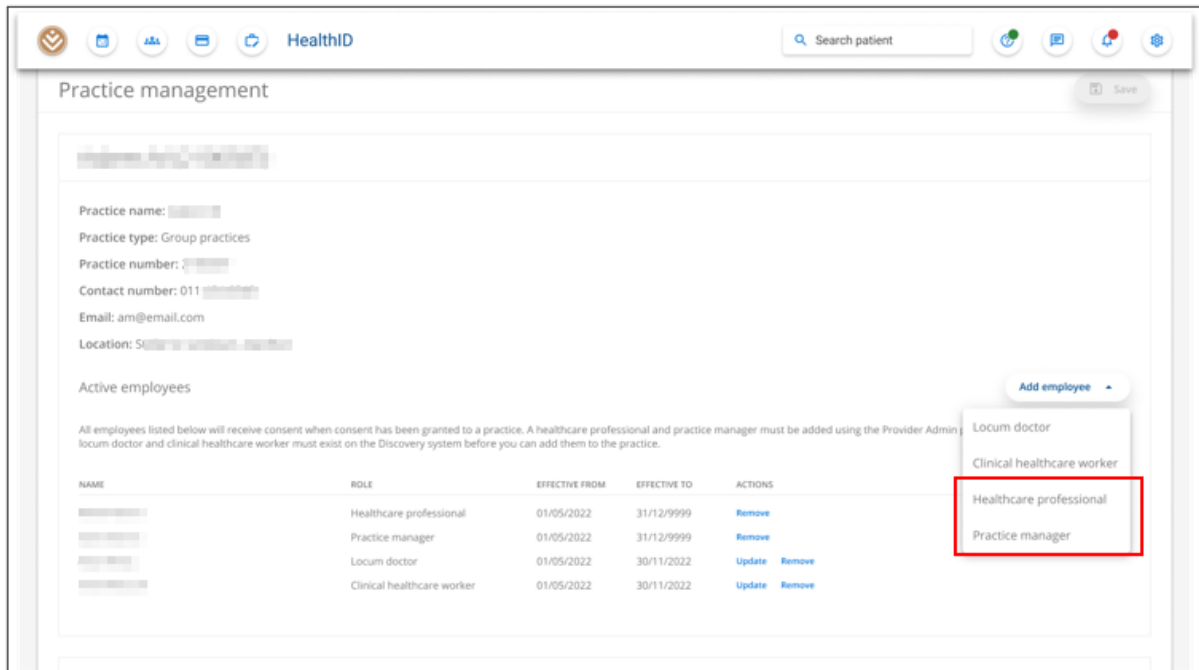 HealthID
Search patient
Practice management
Save
Practice name:
Practice type: Group practices
Practice number:
Contact number: 011
Email: am@email.com
Location:
Active employees
Add employee
All employees listed below will receive consent when consent has been granted to a practice. A healthcare professional and practice manager must be added using the Provider Admin
locum doctor and clinical healthcare worker must exist on the Discovery system before you can add them to the practice.
Locum doctor
Clinical healthcare worker
Healthcare professional
Practice manager
NAME ROLE EFFECTIVE FROM EFFECTIVE TO ACTIONS
Healthcare professional 01/05/2022 31/12/9999 Remove
Practice manager 01/05/2022 31/12/9999 Remove
Locum doctor 01/05/2022 30/11/2022 Update Remove
Clinical healthcare worker 01/05/2022 30/11/2022 Update Remove